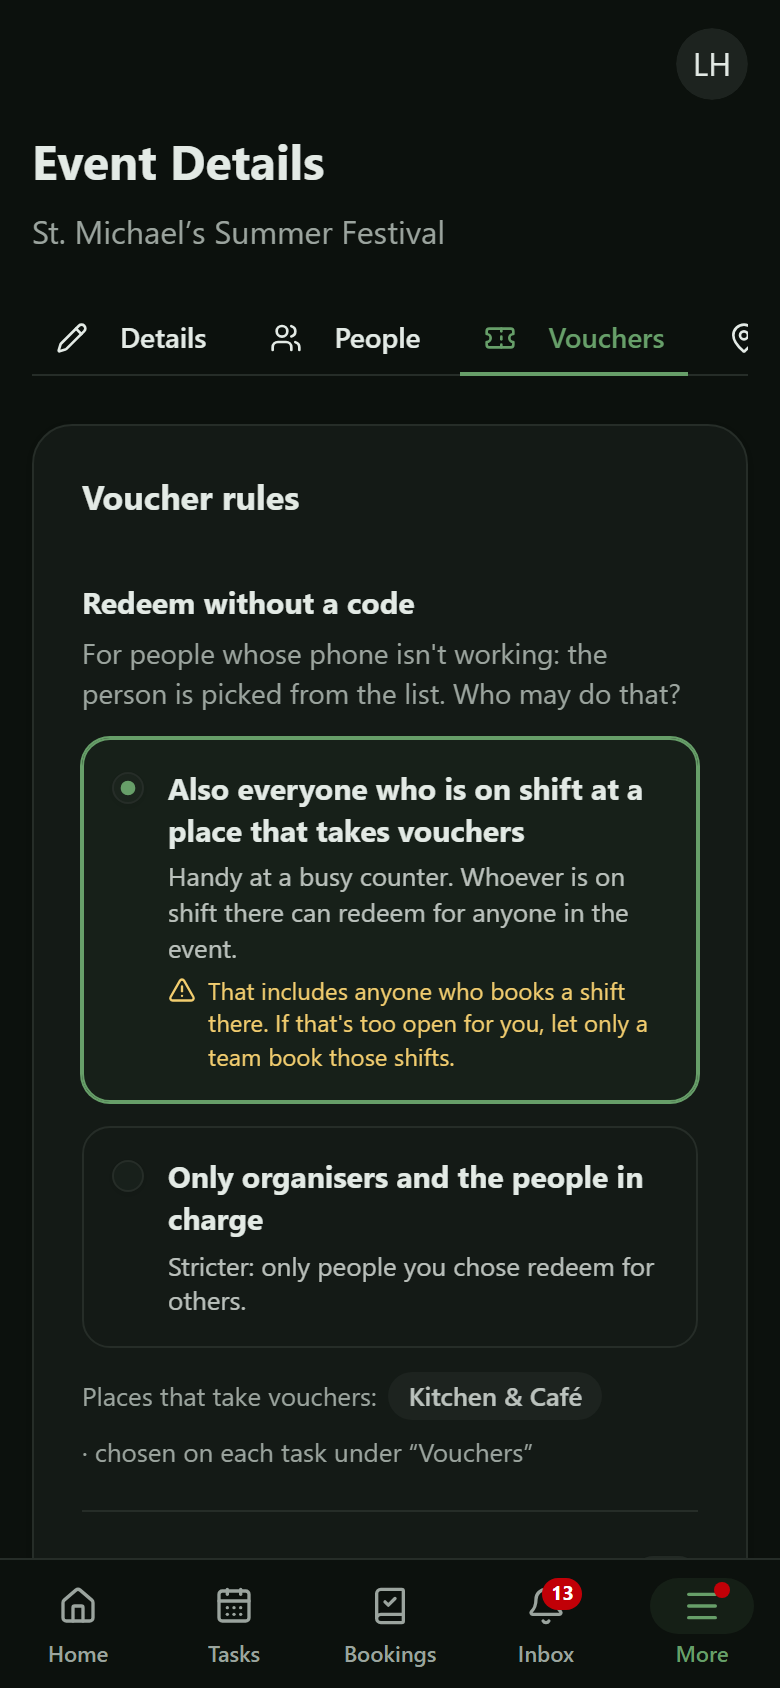 LH
Event Details
St. Michael’s Summer Festival
Details
People
Vouchers
Voucher rules
Redeem without a code
For people whose phone isn't working: the
person is picked from the list. Who may do that?
Also everyone who is on shift at a
place that takes vouchers
Handy at a busy counter. Whoever is on
shift there can redeem for anyone in the
event.
That includes anyone who books a shift
there. If that's too open for you, let only a
team book those shifts.
Only organisers and the people in
charge
Stricter: only people you chose redeem for
others.
Places that take vouchers: Kitchen & Café
· chosen on each task under “Vouchers”
13
Home
Tasks
Bookings
Inbox
More